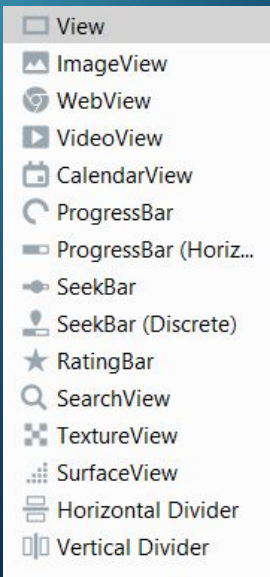 View
ImageView
WebView
VideoView
CalendarView
ProgressBar
ProgressBar (Horiz...
SeekBar
SeekBar (Discrete)
RatingBar
SearchView
TextureView
SurfaceView
Horizontal Divider
Vertical Divider